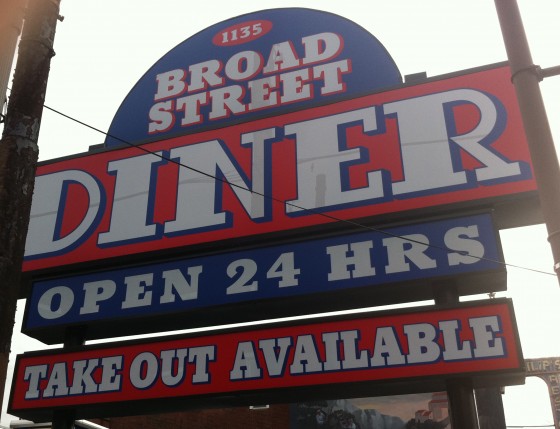 1135
BROAD
STREET
DINER
OPEN 24 HRS
TAKE OUT AVAILABLE